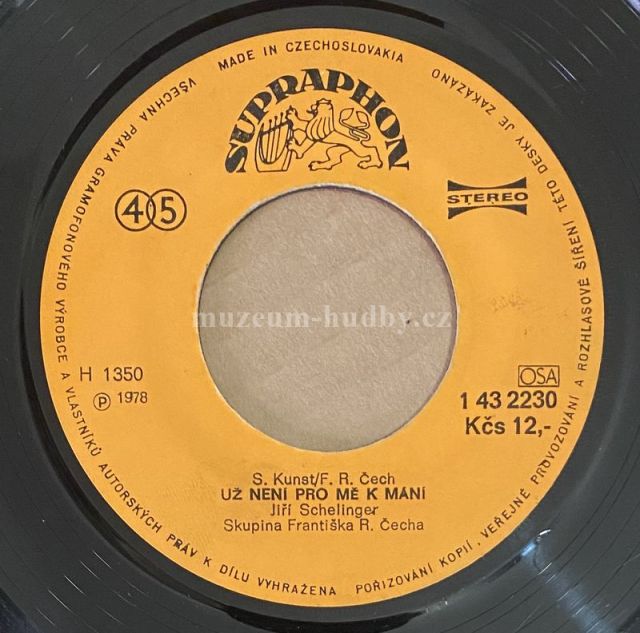 MADE IN CZECHOSLOVAKIA
SUPRAPHON
45
STEREO
muzeum-hudby.cz
H 1350
Ⓟ 1978
OSA
1 43 2230
Kčs 12,-
S. Kunst/F. R. Čech
UŽ NENÍ PRO MĚ K MÁNÍ
Jiří Schelinger
Skupina Františka R. Čecha
VŠECHNA PRÁVA GRAMOFONOVÉHO VÝROBCE A VLASTNÍKŮ AUTORSKÝCH PRÁV K DÍLU VYHRAŽENA POŘIZOVÁNÍ KOPIÍ, VEŘEJNÉ PROVOZOVÁNÍ A ROZHLASOVÉ ŠÍŘENÍ TÉTO DESKY JE ZAKÁZÁNO